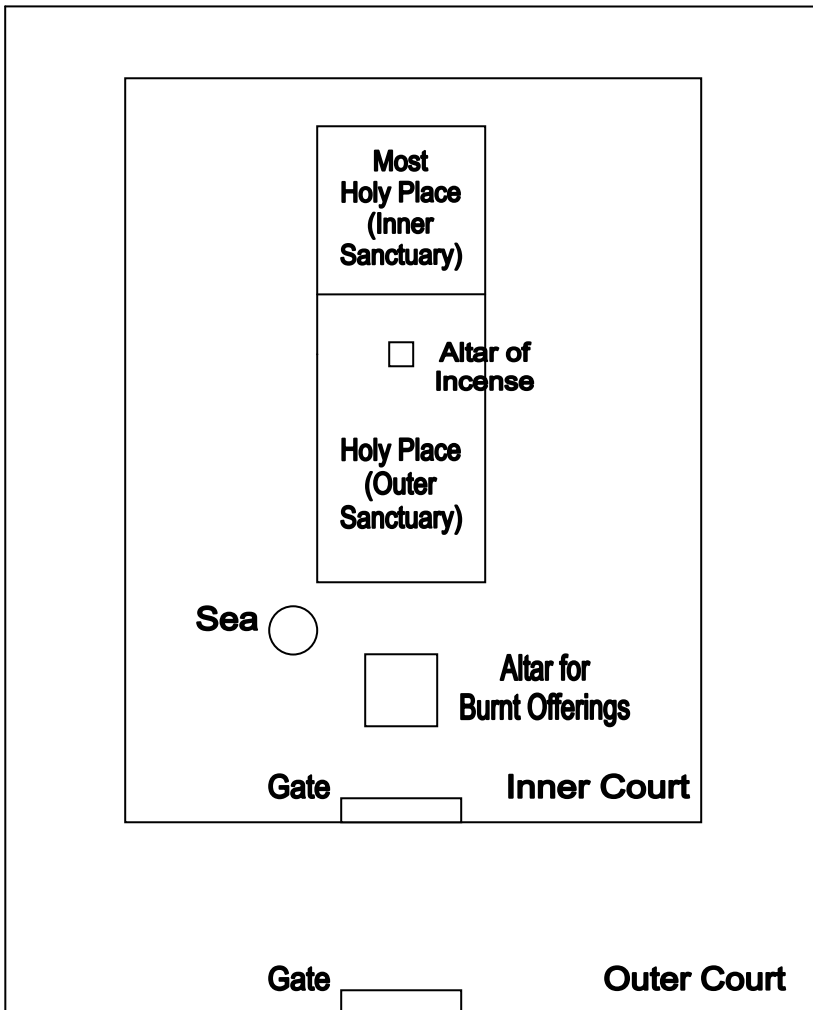 Most
Holy Place
(Inner
Sanctuary)
Altar of
Incense
Holy Place
(Outer
Sanctuary)
Sea
Altar for
Burnt Offerings
Gate
Inner Court
Gate
Outer Court